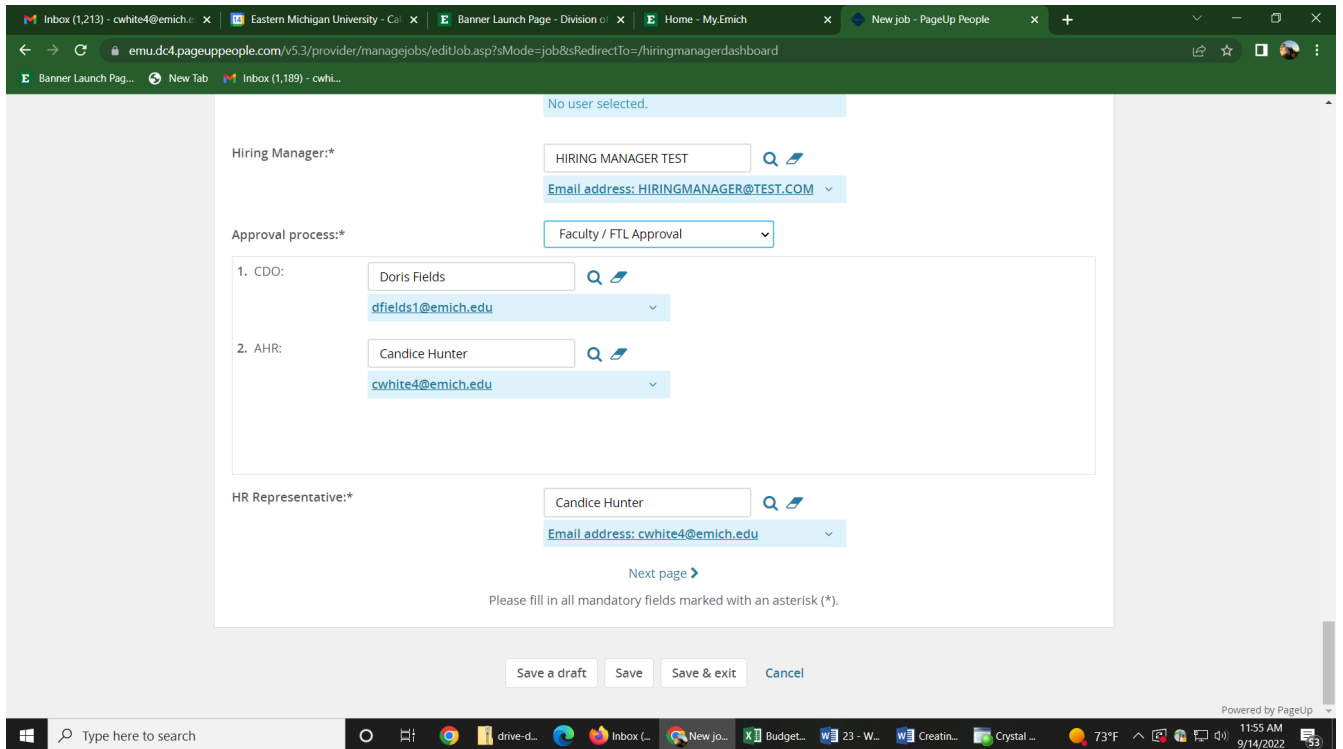 Inbox (1,213) - cwhite4@emich.e
14 Eastern Michigan University - Cal
E Banner Launch Page - Division of
E Home - My.Emich
New job - PageUp People
emu.dc4.pageuppeople.com/v5.3/provider/managejobs/editJob.asp?sMode=job&sRedirectTo=/hiringmanagerdashboard
E Banner Launch Pag...
New Tab
Inbox (1,189) - cwhi...
No user selected.
Hiring Manager:*
HIRING MANAGER TEST
Email address: HIRINGMANAGER@TEST.COM
Approval process:*
Faculty / FTL Approval
1. CDO:
Doris Fields
dfields1@emich.edu
2. AHR:
Candice Hunter
cwhite4@emich.edu
HR Representative:*
Candice Hunter
Email address: cwhite4@emich.edu
Next page
Please fill in all mandatory fields marked with an asterisk (*).
Save a draft
Save
Save & exit
Cancel
Powered by PageUp
Type here to search
drive-d...
Inbox (...
New jo...
Budget...
23 - W...
Creatin...
Crystal ...
73°F
11:55 AM
9/14/2022
53